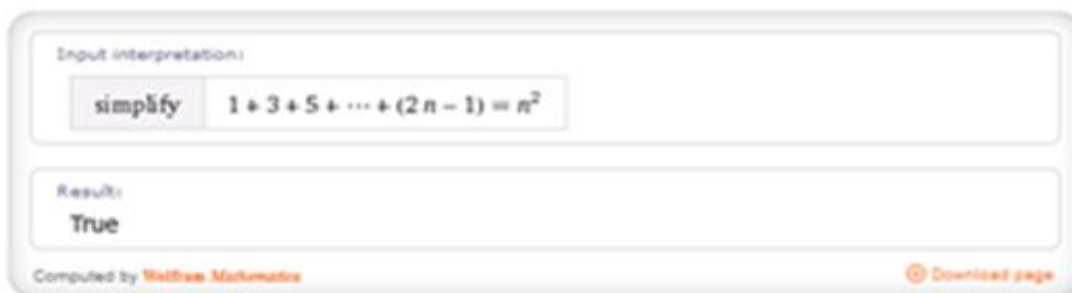 Input interpretation:
simplify 1 + 3 + 5 + ⋯ + (2 n − 1) = n²
Result:
True
Computed by Wolfram Mathematica
Download page